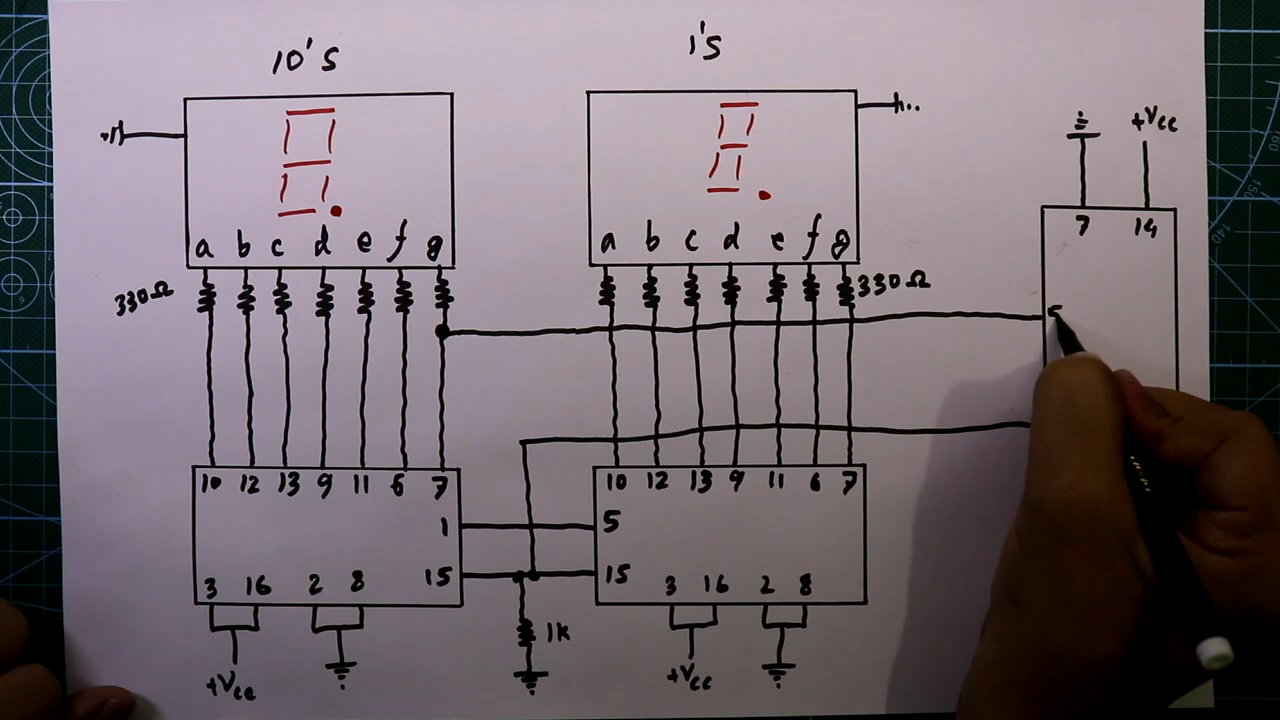 10's
1's
+Vcc
a b c d e f g
a b c d e f g
7 14
330Ω
330Ω
5
10 12 13 9 11 6 7
10 12 13 9 11 6 7
1
5
15
15
3 16 2 8
3 16 2 8
1K
+Vcc
+Vcc